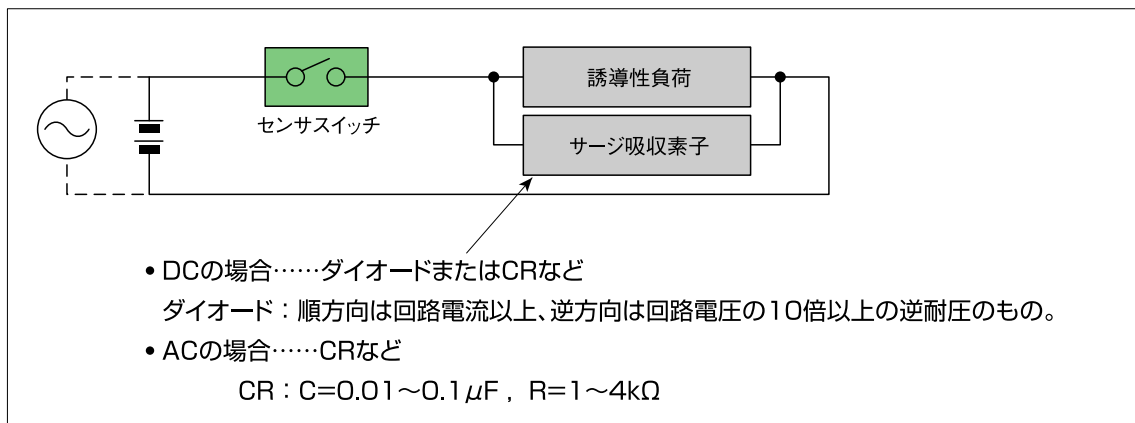 誘導性負荷
センサスイッチ
サージ吸収素子
• DCの場合……ダイオードまたはCRなど
ダイオード：順方向は回路電流以上、逆方向は回路電圧の10倍以上の逆耐圧のもの。
• ACの場合……CRなど
CR：C=0.01～0.1μF，R=1～4kΩ